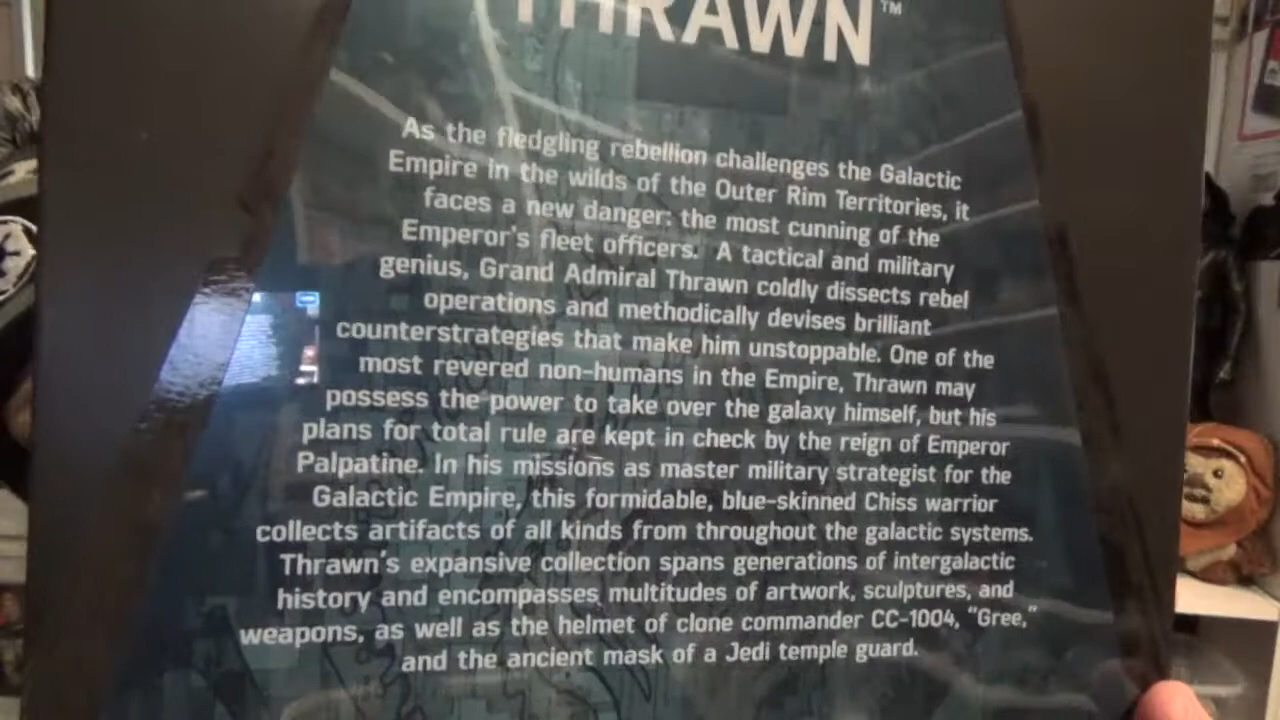 THRAWN™
As the fledgling rebellion challenges the Galactic
Empire in the wilds of the Outer Rim Territories, it
faces a new danger: the most cunning of the
Emperor's fleet officers. A tactical and military
genius, Grand Admiral Thrawn coldly dissects rebel
operations and methodically devises brilliant
counterstrategies that make him unstoppable. One of the
most revered non-humans in the Empire, Thrawn may
possess the power to take over the galaxy himself, but his
plans for total rule are kept in check by the reign of Emperor
Palpatine. In his missions as master military strategist for the
Galactic Empire, this formidable, blue-skinned Chiss warrior
collects artifacts of all kinds from throughout the galactic systems.
Thrawn's expansive collection spans generations of intergalactic
history and encompasses multitudes of artwork, sculptures, and
weapons, as well as the helmet of clone commander CC-1004, "Gree,"
and the ancient mask of a Jedi temple guard.